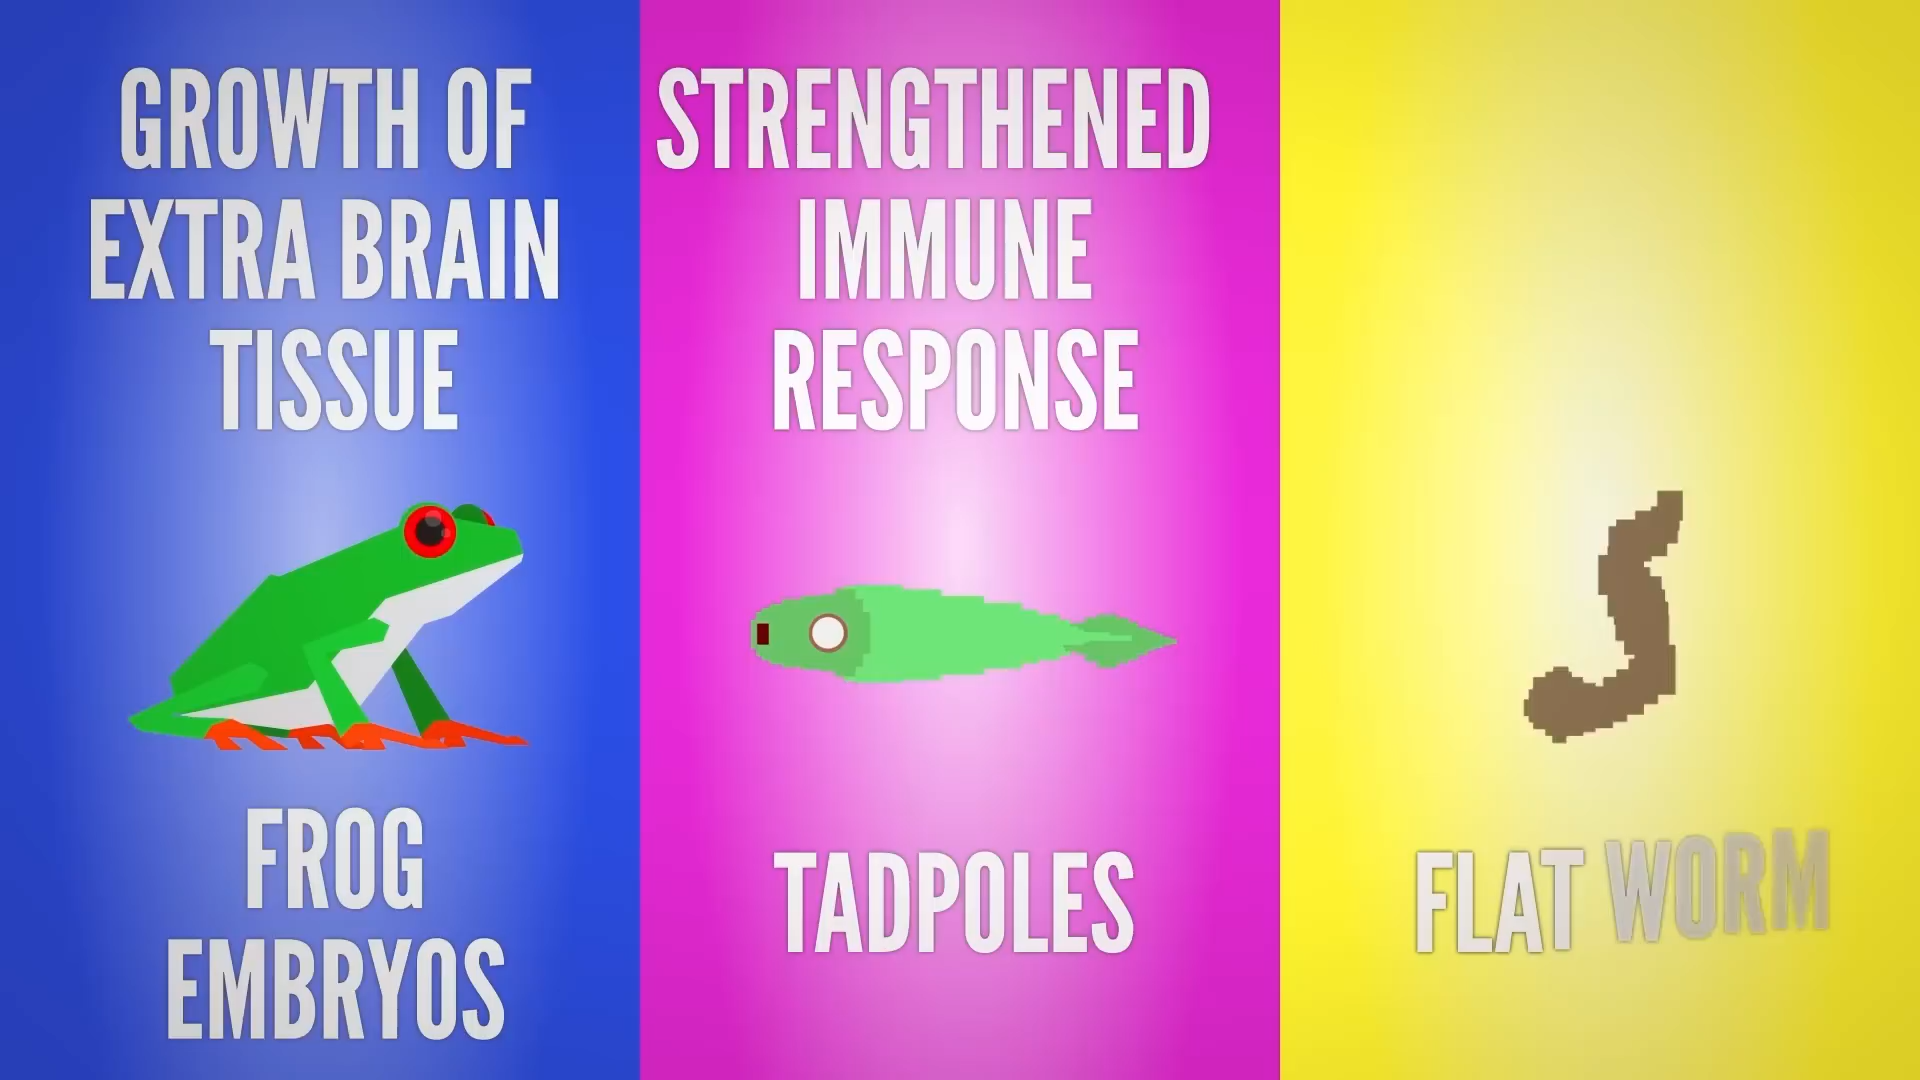 GROWTH OF
EXTRA BRAIN
TISSUE
FROG
EMBRYOS
STRENGTHENED
IMMUNE
RESPONSE
TADPOLES
FLAT WORM